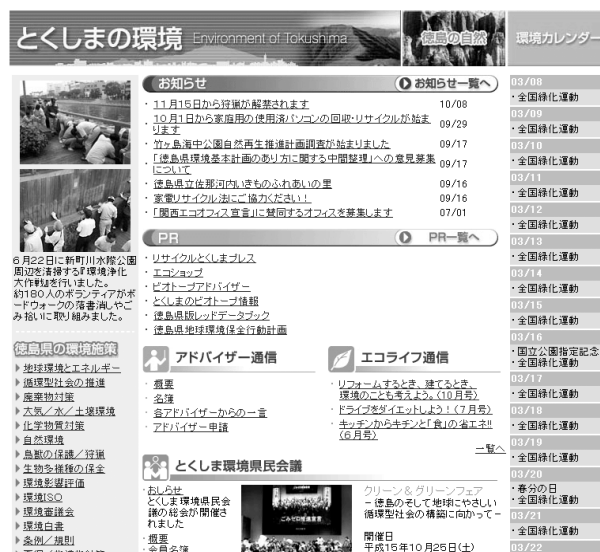 とくしまの環境 Environment of Tokushima
徳島の自然
環境カレンダー
6月22日に新町川水際公園
周辺を清掃する『環境浄化
大作戦』を行いました。
約180人のボランティアがボ
ードウォークの落書消しやご
み拾いに取り組みました。
徳島県の環境施策
地球環境とエネルギー
循環型社会の推進
廃棄物対策
大気／水／土壌環境
化学物質対策
自然環境
鳥獣の保護／狩猟
生物多様種の保全
環境影響評価
環境ISO
環境審議会
環境白書
条例／規則
お知らせ
お知らせ一覧へ
・11月15日から狩猟が解禁されます 10/08
・10月1日から家庭用の使用済パソコンの回収・リサイクルが始ま
ります 09/29
・竹ヶ島海中公園自然再生推進計画調査が始まりました 09/17
・「徳島県環境基本計画のあり方に関する中間整理」への意見募集
について 09/17
・徳島県立佐那河内いきものふれあいの里 09/16
・家電リサイクル法にご協力ください！ 09/16
・「関西エコオフィス宣言」に賛同するオフィスを募集します 07/01
PR
PR一覧へ
・リサイクルとくしまプレス
・エコショップ
・ビオトープアドバイザー
・とくしまのビオトープ情報
・徳島県版レッドデータブック
・徳島県地球環境保全行動計画
アドバイザー通信
・概要
・名簿
・各アドバイザーからの一言
・アドバイザー申請
エコライフ通信
・リフォームするとき、建てるとき、
環境のことも考えよう。（10月号）
・ドライブをダイエットしよう！（7月号）
・キッチンからキチンと「食」の省エネ!!
（6月号）
一覧へ
とくしま環境県民会議
・おしらせ
とくしま環境県民会
議の総会が開催さ
れました
・概要
・会員名簿
クリーン＆グリーンフェア
－徳島のそして地球にやさしい
循環型社会の構築に向かって－
開催日
平成15年10月25日(土)
03/08
・全国緑化運動
03/09
・全国緑化運動
03/10
・全国緑化運動
03/11
・全国緑化運動
03/12
・全国緑化運動
03/13
・全国緑化運動
03/14
・全国緑化運動
03/15
・全国緑化運動
03/16
・国立公園指定記念
・全国緑化運動
03/17
・全国緑化運動
03/18
・全国緑化運動
03/19
・全国緑化運動
03/20
・春分の日
・全国緑化運動
03/21
・全国緑化運動
03/22